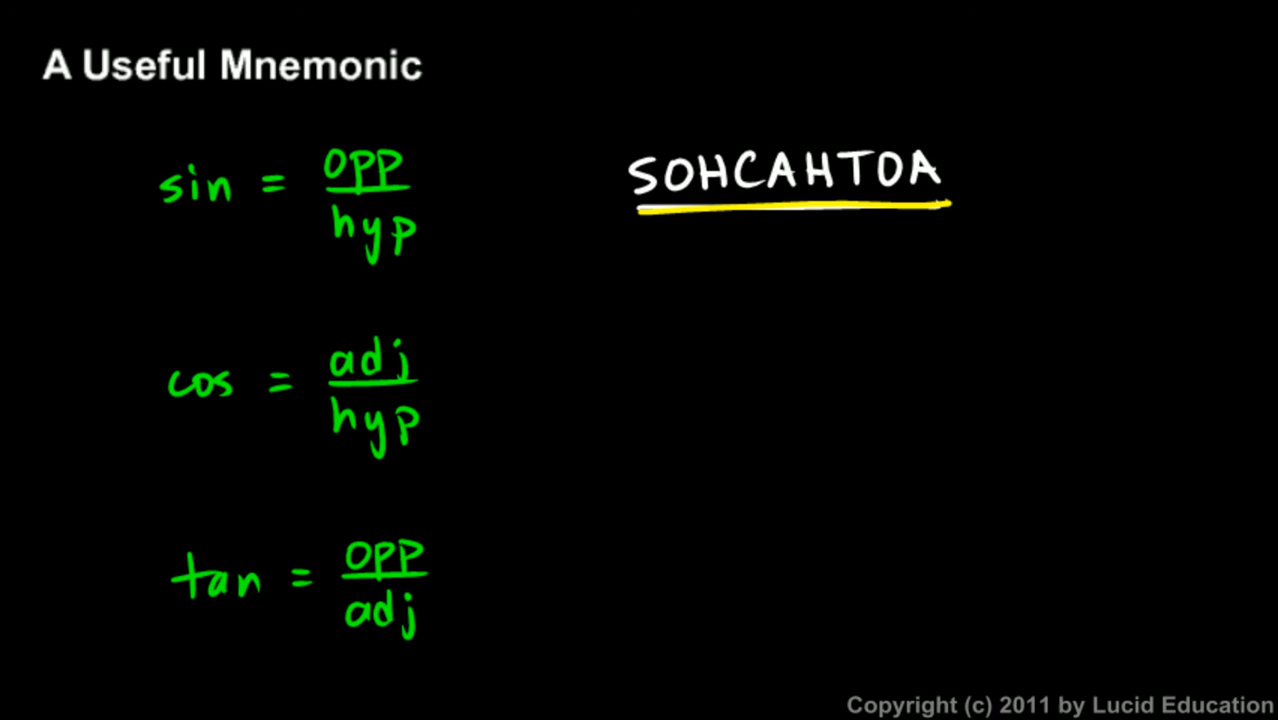 A Useful Mnemonic
sin = opp/hyp
SOHCAHTOA
cos = adj/hyp
tan = opp/adj
Copyright (c) 2011 by Lucid Education